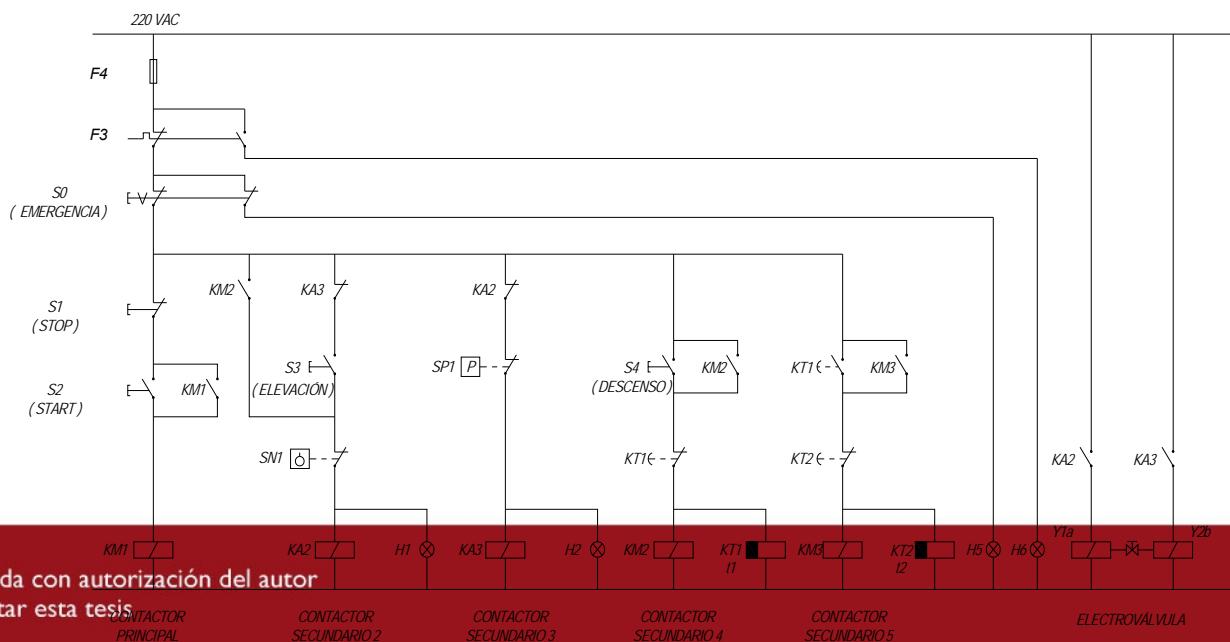 220 VAC
F4
F3
S0
( EMERGENCIA)
KM2
KA3
KA2
S1
( STOP)
S3
( ELEVACIÓN)
SP1
P
S4
( DESCENSO)
KM2
KT1
KM3
S2
( START)
KM1
SN1
KT1
KT2
KA2
KA3
KM1
KA2
H1
KA3
H2
KM2
KT1
t1
KM3
KT2
t2
H5
H6
Y1a
Y2b
da con autorización del autor
tar esta tesis
CONTACTOR
PRINCIPAL
CONTACTOR
SECUNDARIO 2
CONTACTOR
SECUNDARIO 3
CONTACTOR
SECUNDARIO 4
CONTACTOR
SECUNDARIO 5
ELECTROVÁLVULA